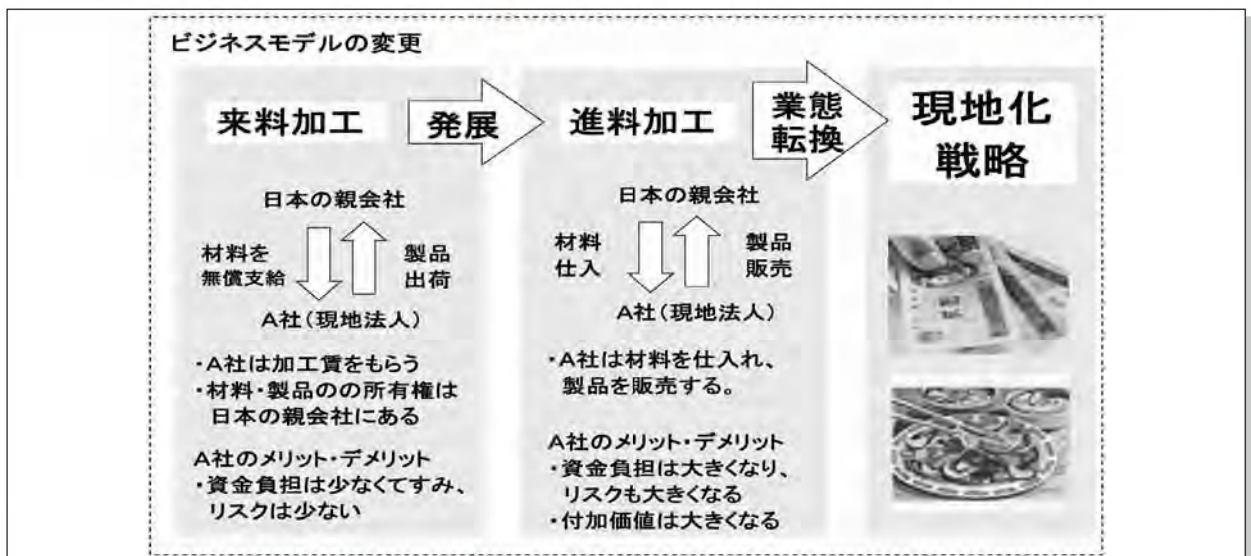 ビジネスモデルの変更
来料加工
発展
進料加工
業態
転換
現地化
戦略
日本の親会社
材料を
無償支給
製品
出荷
A社(現地法人)
・A社は加工賃をもらう
・材料・製品のの所有権は
日本の親会社にある
A社のメリット・デメリット
・資金負担は少なくてすみ、
リスクは少ない
日本の親会社
材料
仕入
製品
販売
A社(現地法人)
・A社は材料を仕入れ、
製品を販売する。
A社のメリット・デメリット
・資金負担は大きくなり、
リスクも大きくなる
・付加価値は大きくなる